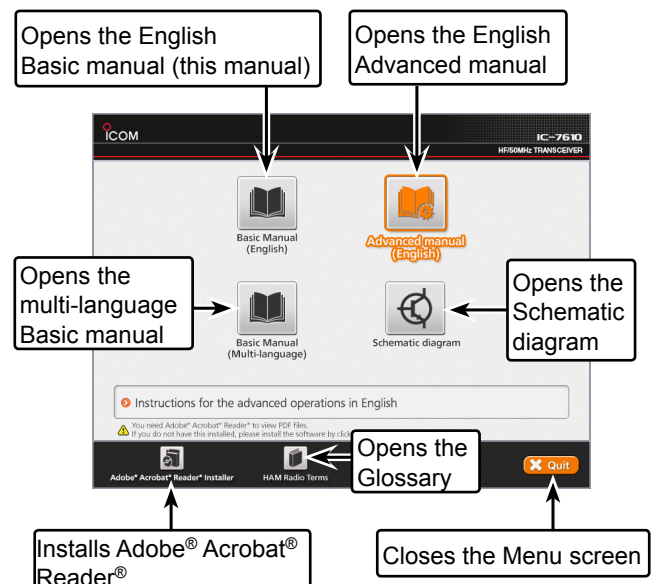 Opens the English
Basic manual (this manual)
Opens the English
Advanced manual
ICOM
IC-7610
HF/50MHz TRANSCEIVER
Basic Manual
(English)
Advanced manual
(English)
Opens the
multi-language
Basic manual
Basic Manual
(Multi-language)
Schematic diagram
Opens the
Schematic
diagram
Instructions for the advanced operations in English
You need Adobe® Acrobat® Reader® to view PDF files.
If you do not have this installed, please install the software by click
Adobe® Acrobat® Reader® Installer
HAM Radio Terms
Opens the
Glossary
Quit
Installs Adobe® Acrobat®
Reader®
Closes the Menu screen